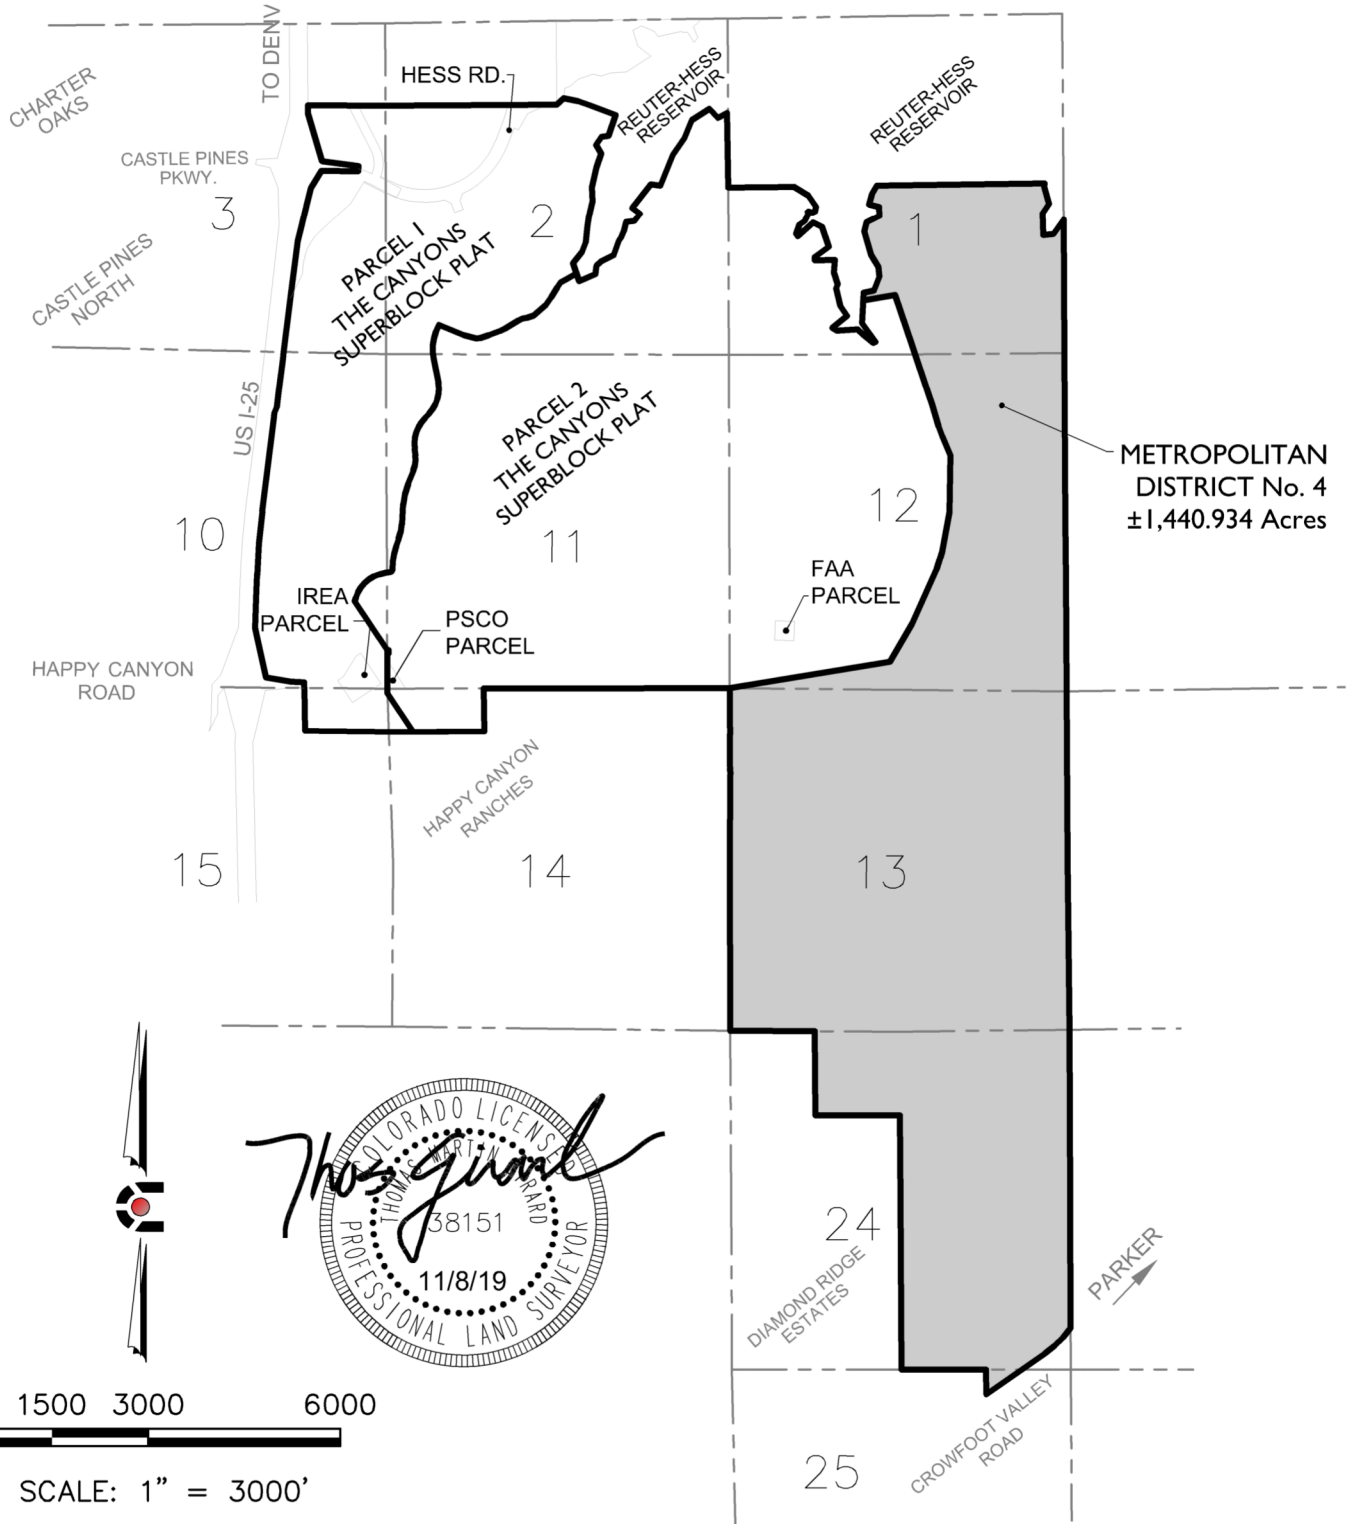 TO DENV
HESS RD.
REUTER-HESS
RESERVOIR
REUTER-HESS
RESERVOIR
CHARTER
OAKS
CASTLE PINES
PKWY.
3
2
1
PARCEL 1
THE CANYONS
SUPERBLOCK PLAT
CASTLE PINES
NORTH
US I-25
PARCEL 2
THE CANYONS
SUPERBLOCK PLAT
METROPOLITAN
DISTRICT No. 4
±1,440.934 Acres
10
11
12
FAA
PARCEL
IREA
PARCEL
PSCO
PARCEL
HAPPY CANYON
ROAD
HAPPY CANYON
RANCHES
15
14
13
COLORADO LICENSED
THOMAS MARTIN GIRARD
38151
11/8/19
PROFESSIONAL LAND SURVEYOR
24
DIAMOND RIDGE
ESTATES
PARKER
CROWFOOT VALLEY
ROAD
25
1500 3000 6000
SCALE: 1” = 3000’